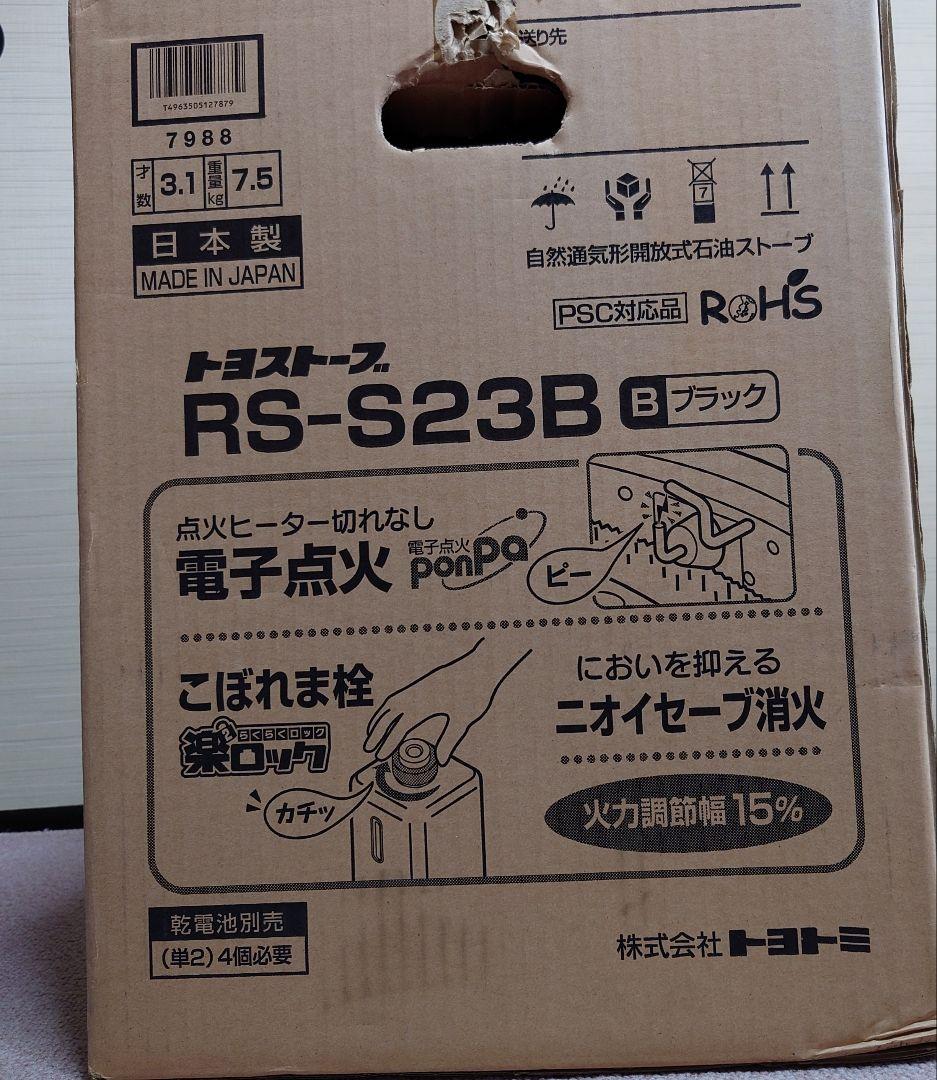 送り先
T4963505127879
7988
才数 3.1 重量kg 7.5
日本製
MADE IN JAPAN
7
自然通気形開放式石油ストーブ
PSC対応品 RoHS
トヨストーブ
RS-S23B B ブラック
点火ヒーター切れなし
電子点火 電子点火 ponpa
ピー
こぼれま栓
楽2ロック らくらくロック
カチッ
においを抑える
ニオイセーブ消火
火力調節幅15%
乾電池別売
(単2)4個必要
株式会社トヨトミ